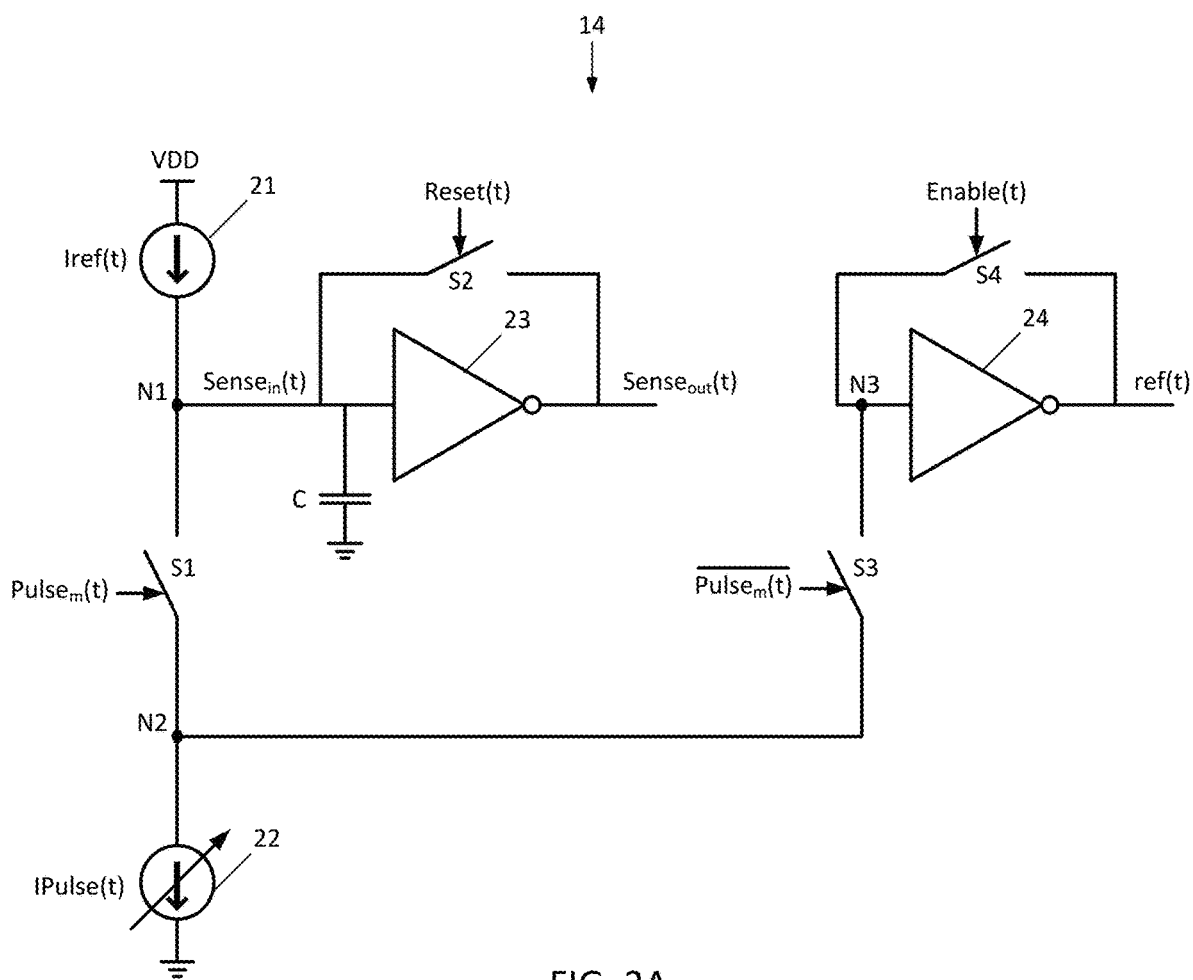 14
VDD
21
Reset(t)
Enable(t)
Iref(t)
S2
S4
23
24
N1
Sense_in(t)
Sense_out(t)
N3
ref(t)
C
S1
S3
Pulse_m(t)
Pulse_m(t)
N2
22
IPulse(t)
FIG. 2A